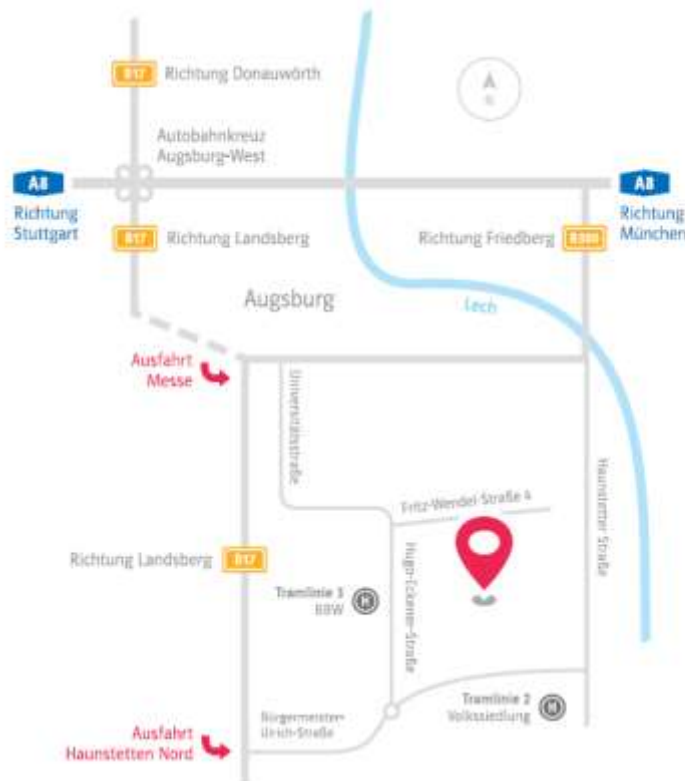 B17 Richtung Donauwörth
Autobahnkreuz
Augsburg-West
A8
Richtung
Stuttgart
A8
Richtung
München
B17 Richtung Landsberg
Richtung Friedberg B300
Augsburg
Lech
Ausfahrt
Messe
Universitätsstraße
Fritz-Wendel-Straße 4
Haunstetter Straße
Richtung Landsberg B17
Hugo-Eckener-Straße
Tramlinie 3
BBW
H
Tramlinie 2
Volkssiedlung
H
Bürgermeister-
Ulrich-Straße
Ausfahrt
Haunstetten Nord